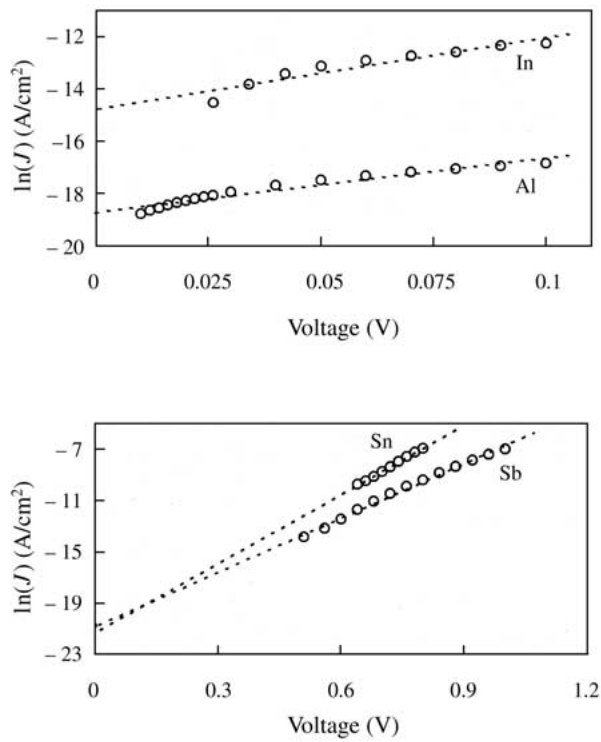 ln(J) (A/cm²)
−12
−14
−16
−18
−20
In
Al
0
0.025
0.05
0.075
0.1
Voltage (V)
ln(J) (A/cm²)
−7
−11
−15
−19
−23
Sn
Sb
0
0.3
0.6
0.9
1.2
Voltage (V)